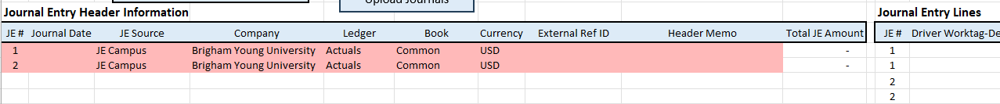 Upload Journals
Journal Entry Header Information
Journal Entry Lines
JE # Journal Date JE Source Company Ledger Book Currency External Ref ID Header Memo Total JE Amount JE # Driver Worktag-De
1 JE Campus Brigham Young University Actuals Common USD - 1
2 JE Campus Brigham Young University Actuals Common USD - 1
2
2